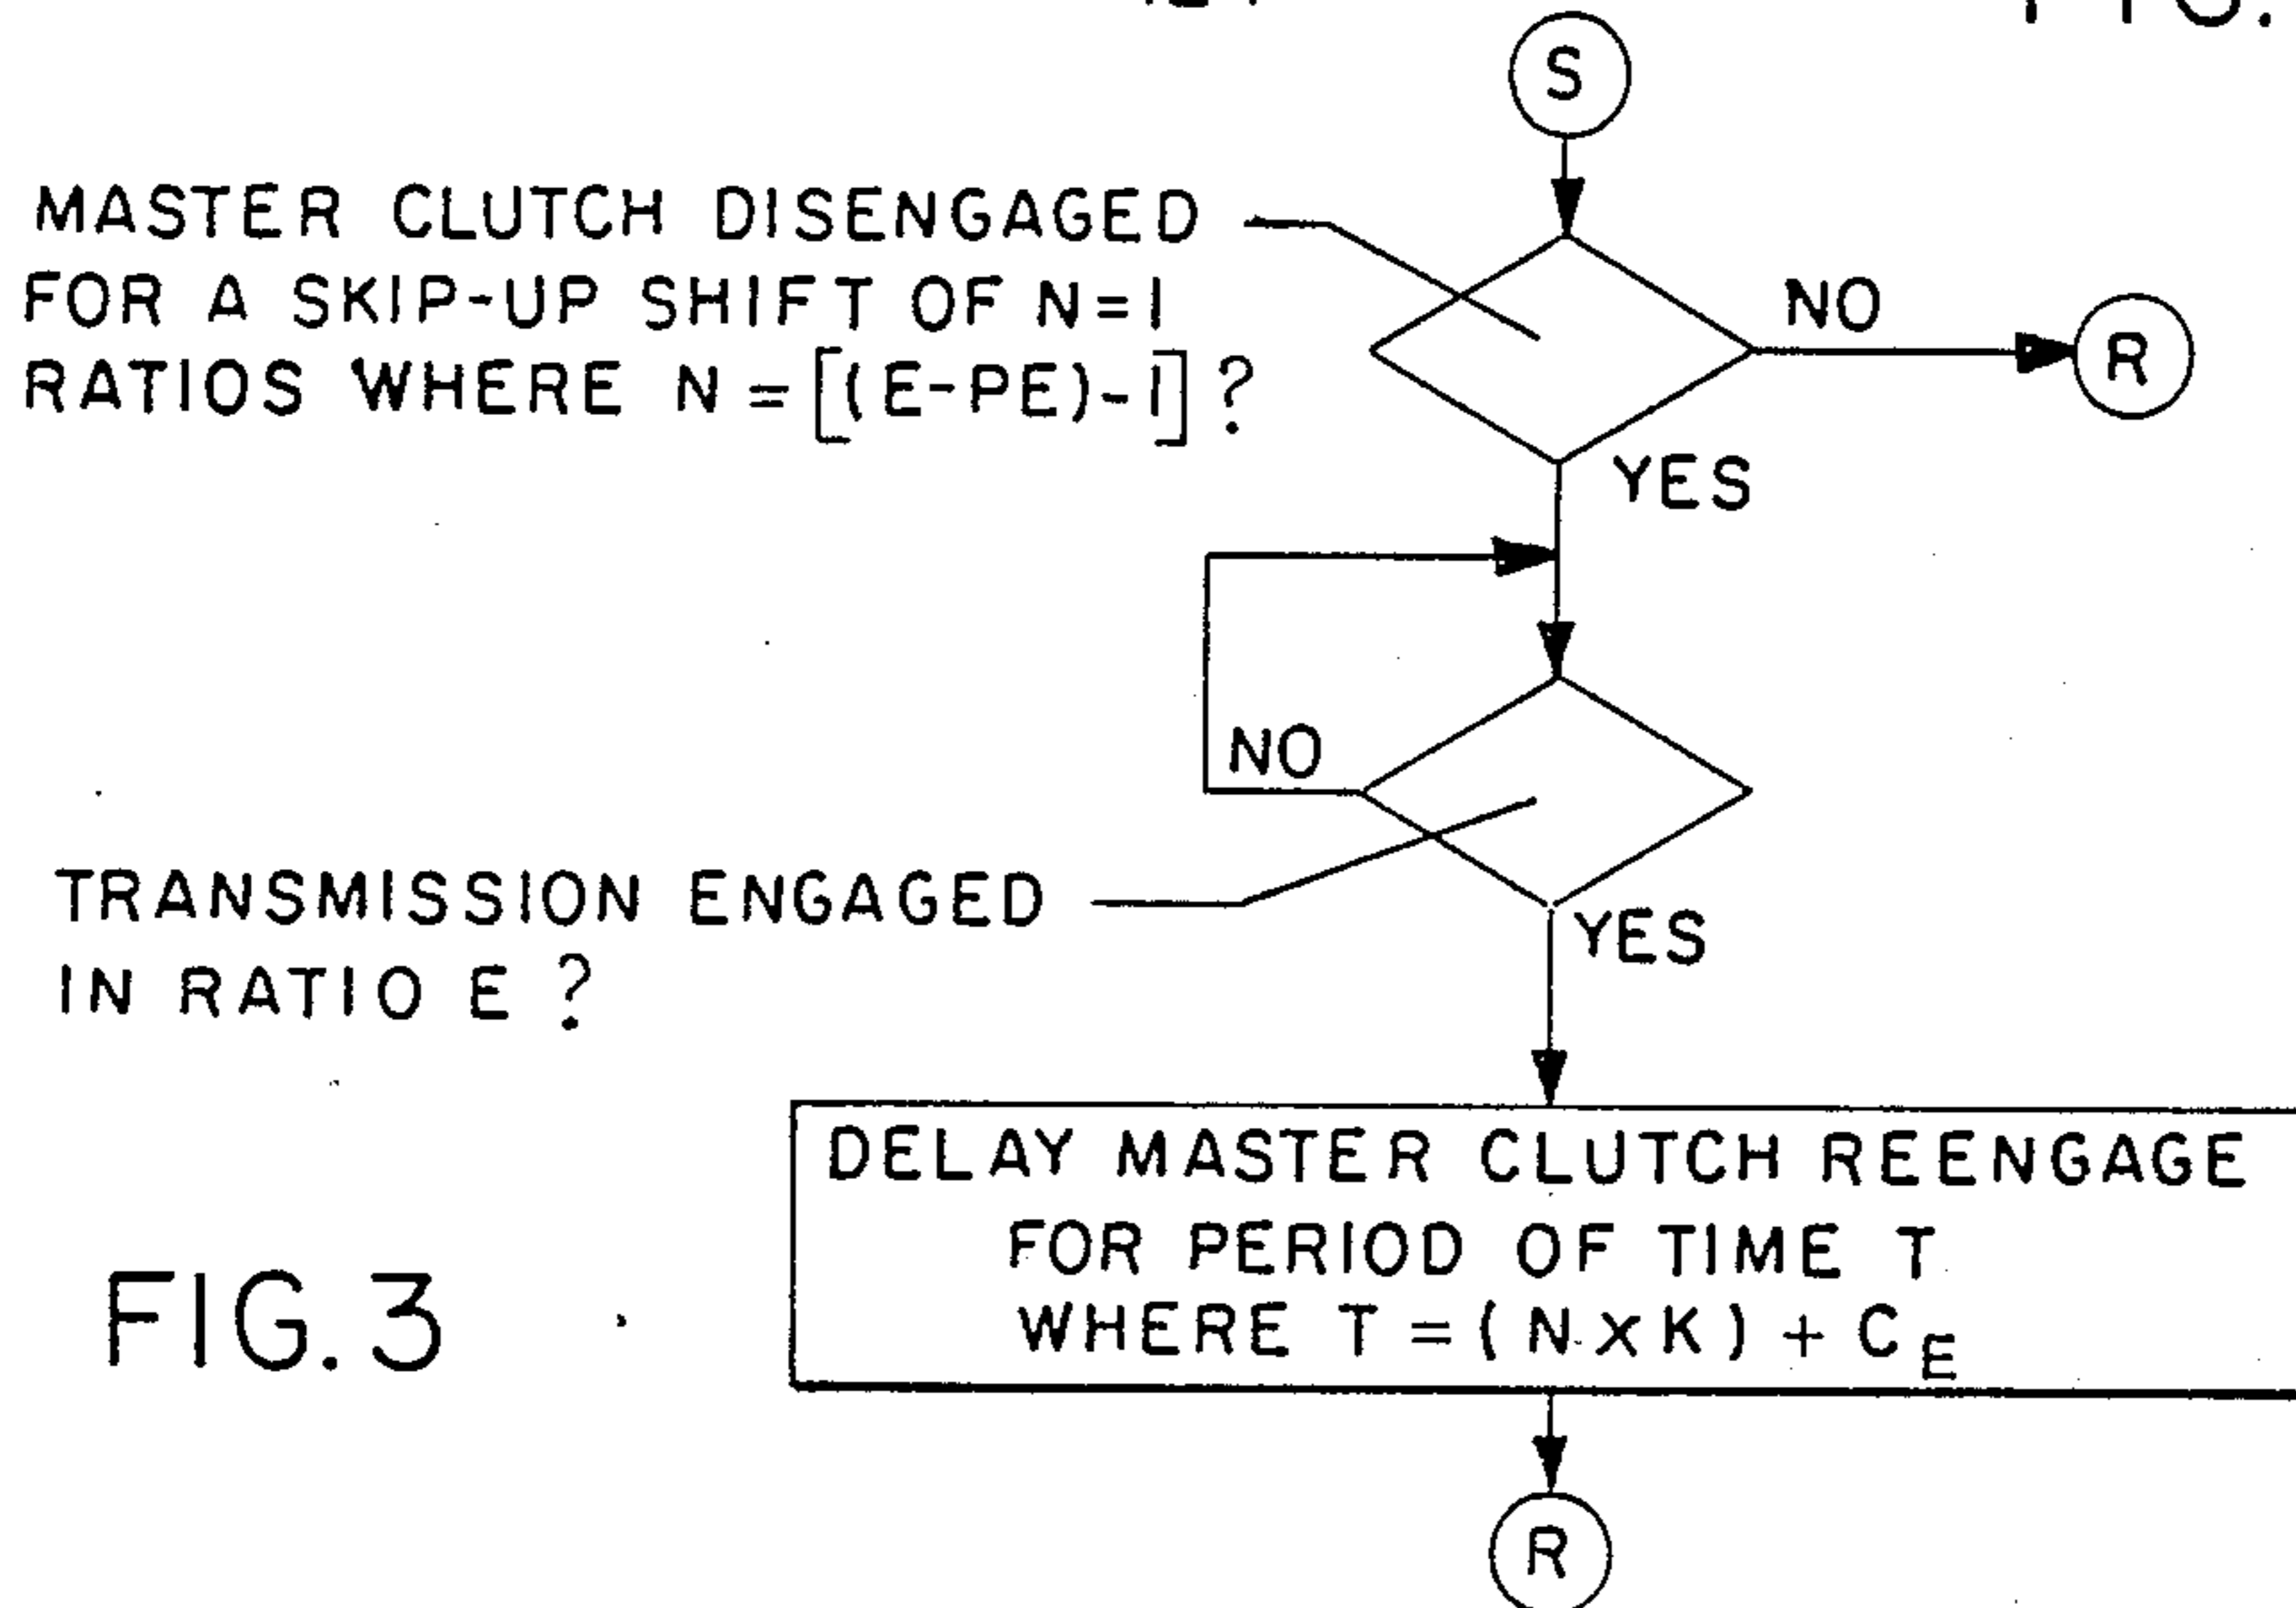 S
MASTER CLUTCH DISENGAGED
FOR A SKIP-UP SHIFT OF N=1
RATIOS WHERE N=[(E-PE)-1]?
NO
R
YES
NO
TRANSMISSION ENGAGED
IN RATIO E ?
YES
DELAY MASTER CLUTCH REENGAGE
FOR PERIOD OF TIME T
WHERE T=(N X K)+C_E
FIG.3
R